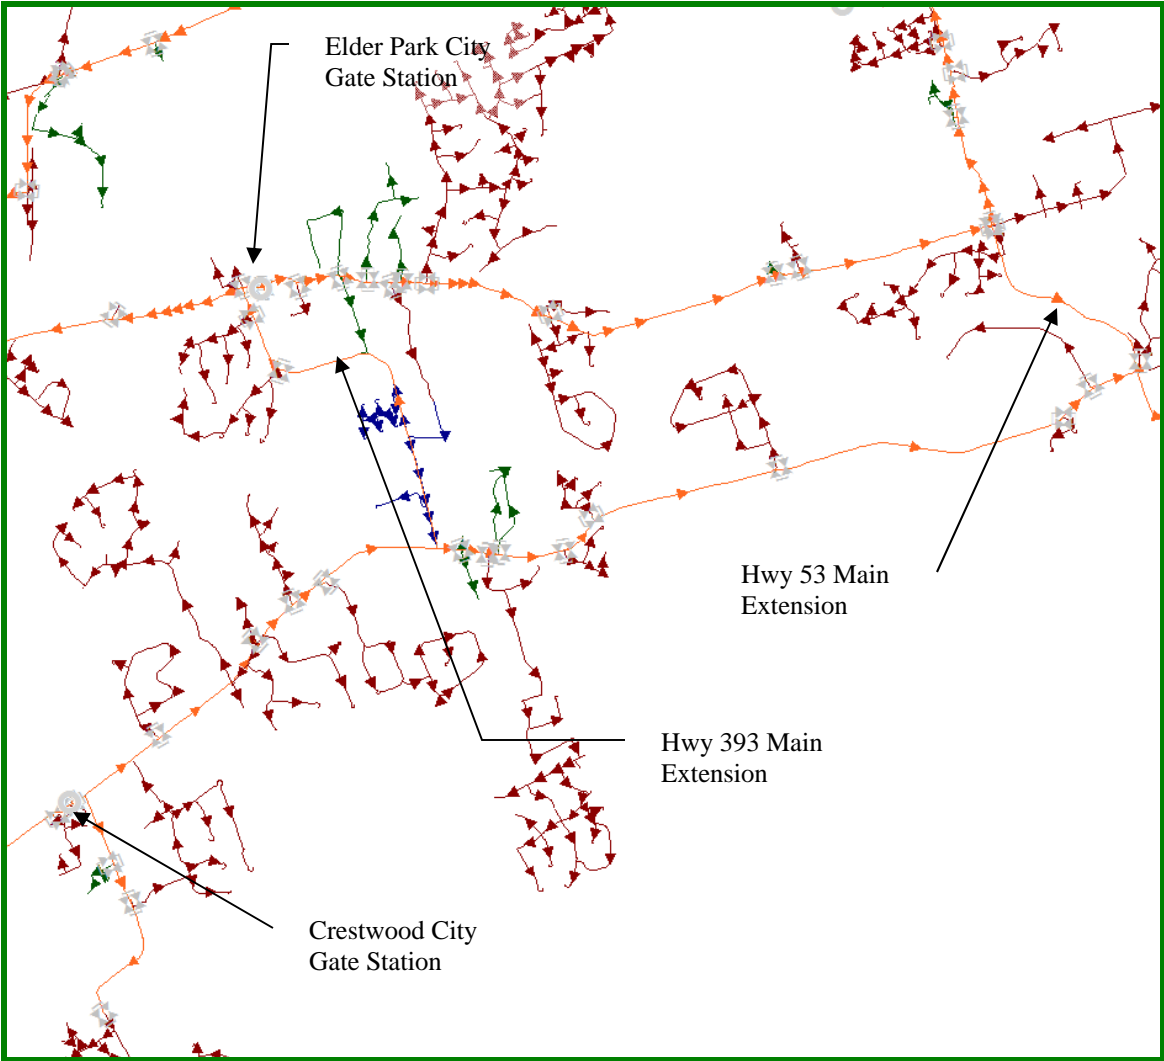 Elder Park City
Gate Station
Hwy 53 Main
Extension
Hwy 393 Main
Extension
Crestwood City
Gate Station